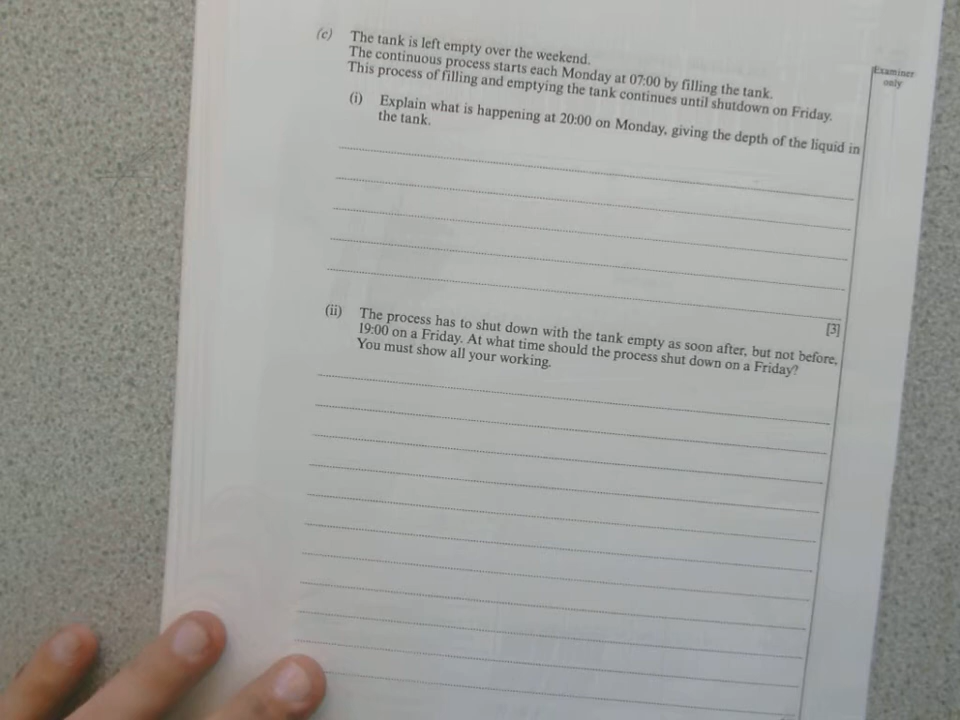 (c) The tank is left empty over the weekend.
The continuous process starts each Monday at 07:00 by filling the tank.
This process of filling and emptying the tank continues until shutdown on Friday.
Examiner
only
(i) Explain what is happening at 20:00 on Monday, giving the depth of the liquid in
the tank.
[3]
(ii) The process has to shut down with the tank empty as soon after, but not before,
19:00 on a Friday. At what time should the process shut down on a Friday?
You must show all your working.